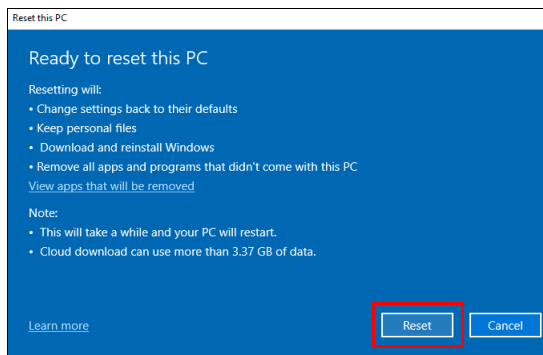 Reset this PC
Ready to reset this PC
Resetting will:
• Change settings back to their defaults
• Keep personal files
• Download and reinstall Windows
• Remove all apps and programs that didn't come with this PC
View apps that will be removed
Note:
• This will take a while and your PC will restart.
• Cloud download can use more than 3.37 GB of data.
Learn more
Reset
Cancel